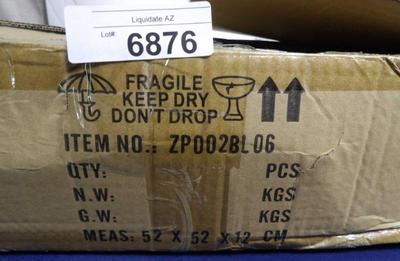 Liquidate AZ
Lot#: 6876
FRAGILE
KEEP DRY
DON'T DROP
ITEM NO.: ZP002BL06
QTY: PCS
N.W: KGS
G.W: KGS
MEAS: 52 X 52 X 12 CM